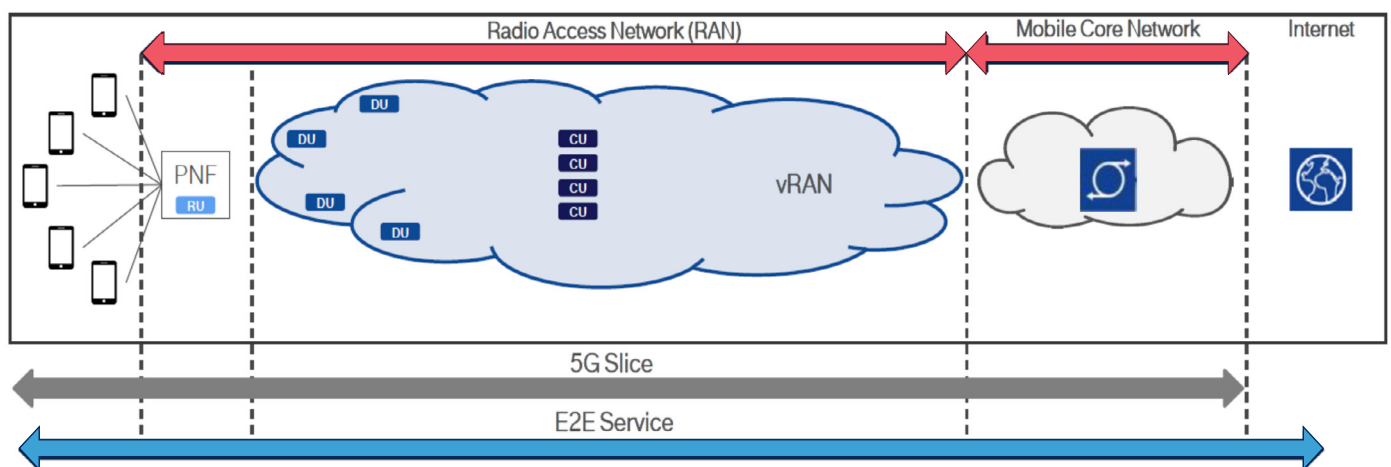 Radio Access Network (RAN)
Mobile Core Network
Internet
DU
DU
CU
CU
PNF
vRAN
CU
RU
DU
CU
DU
5G Slice
E2E Service